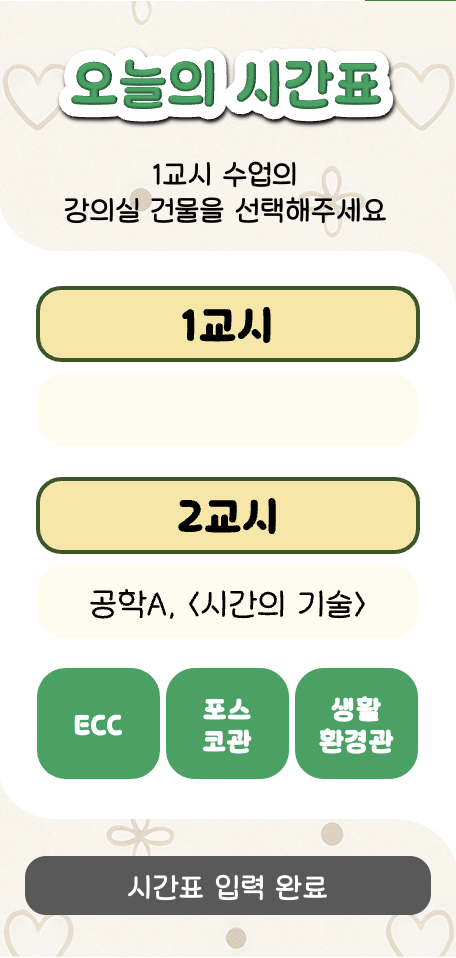 오늘의 시간표
1교시 수업의
강의실 건물을 선택해주세요
1교시
2교시
공학A, <시간의 기술>
ECC
포스
코관
생활
환경관
시간표 입력 완료